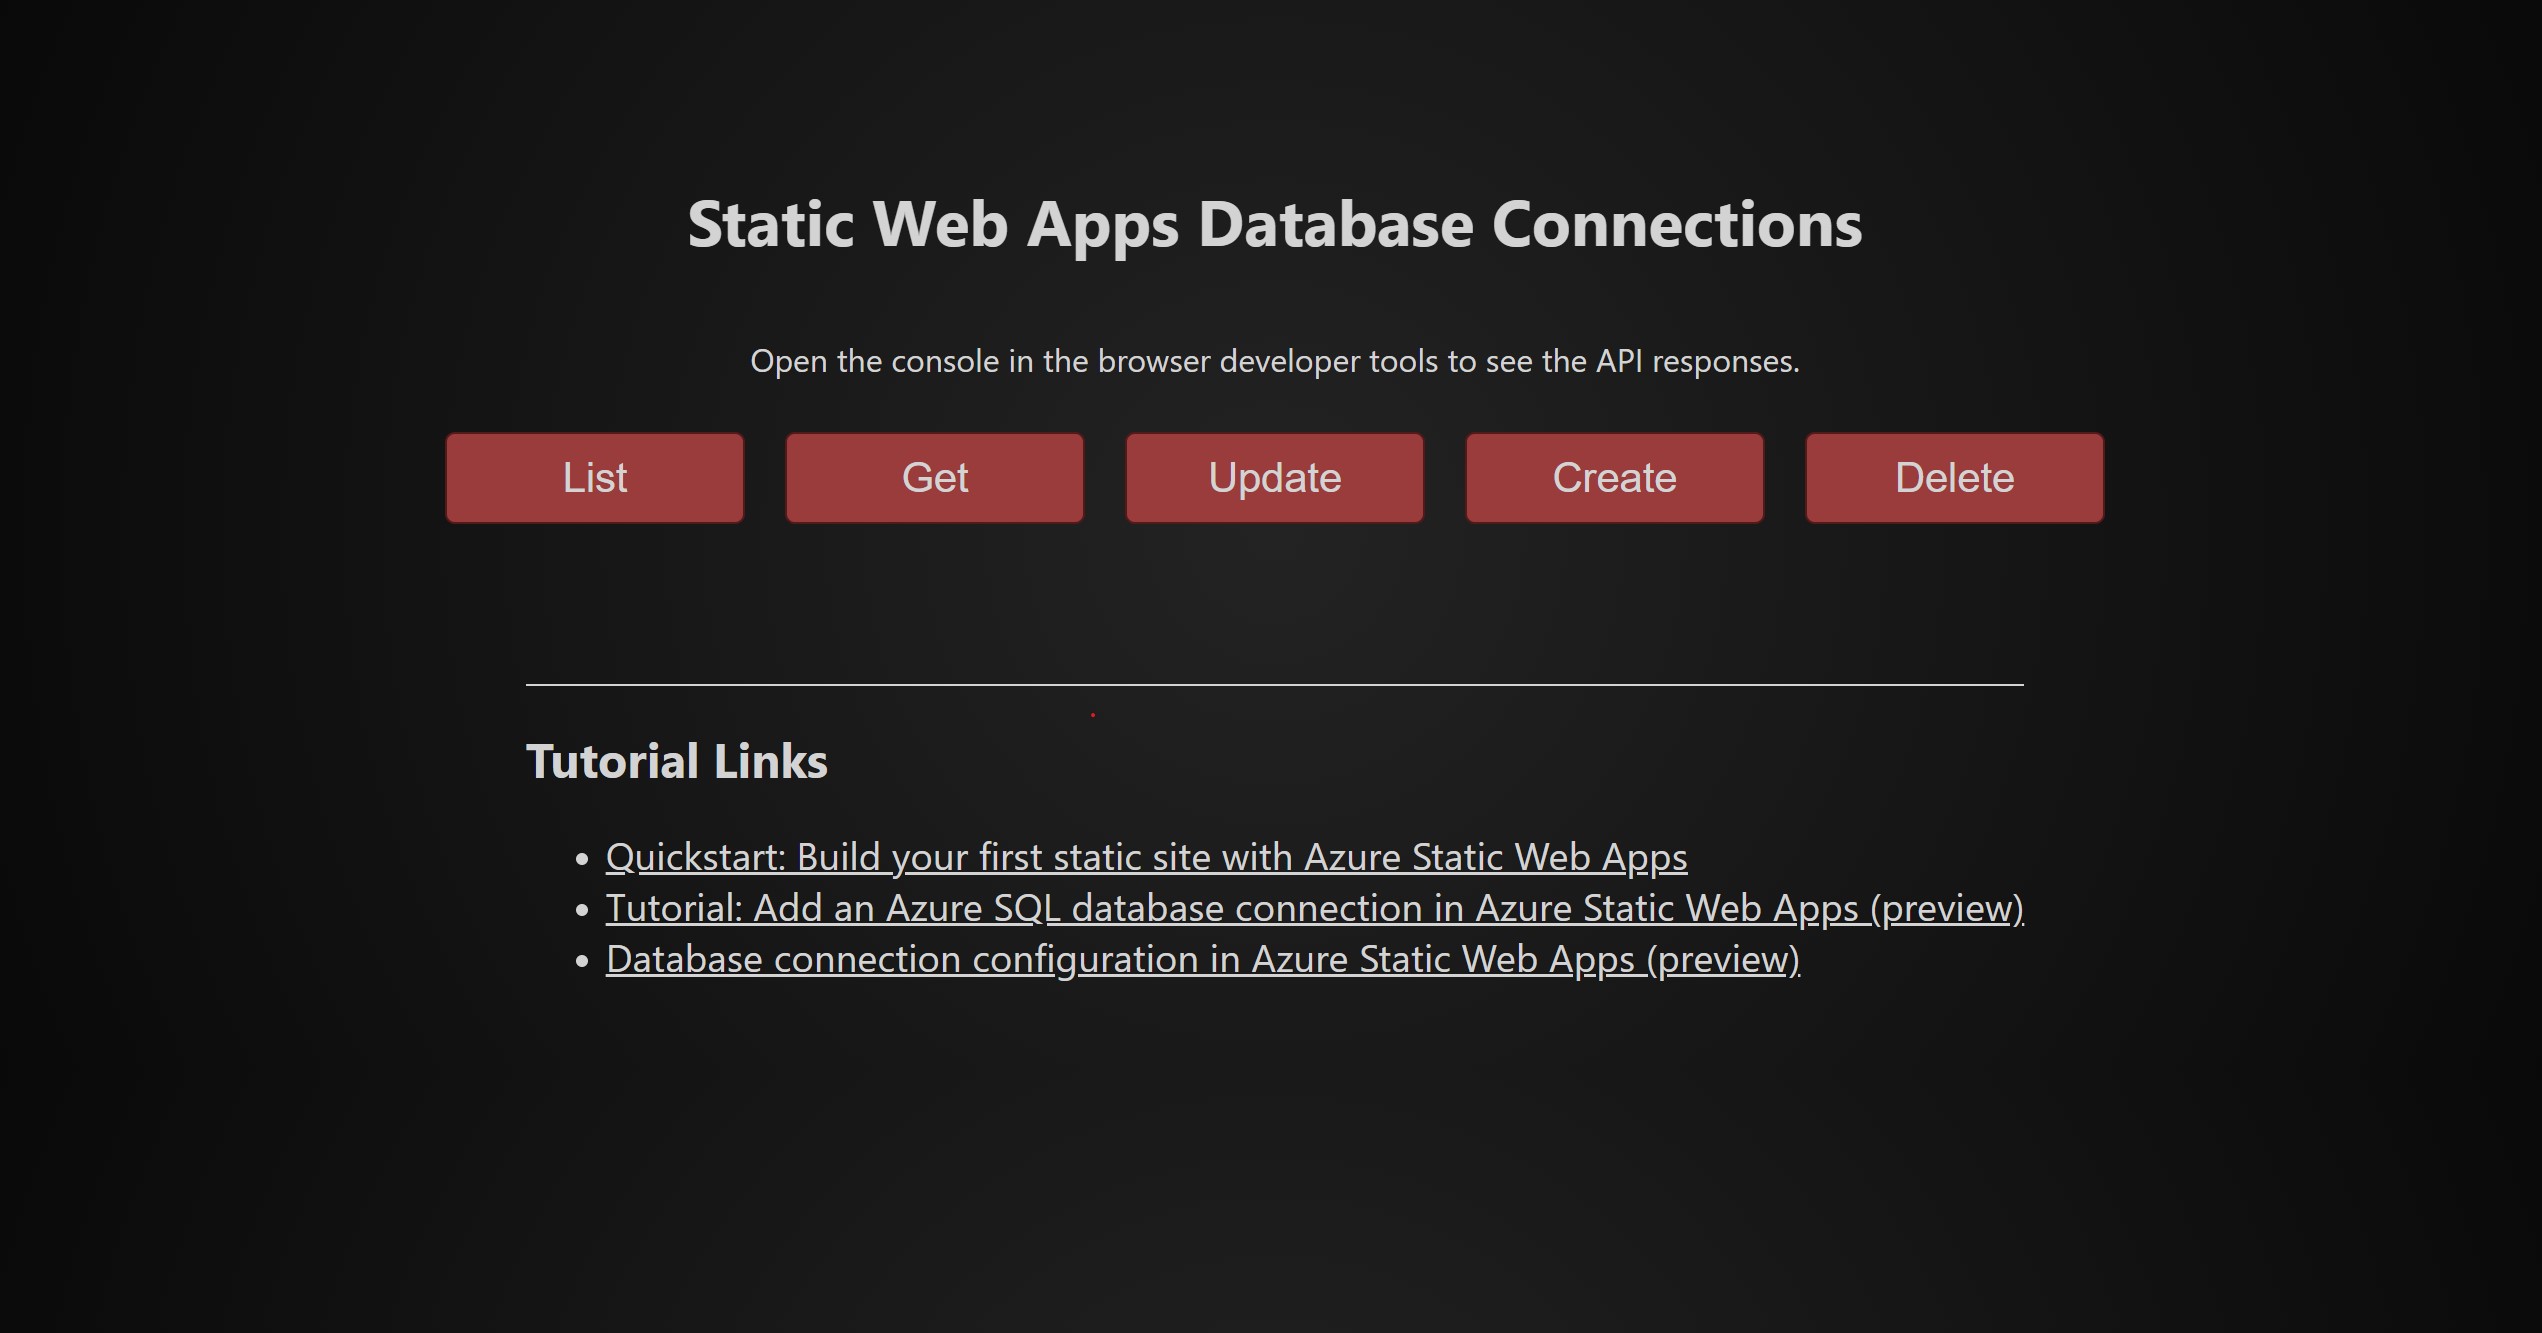 Static Web Apps Database Connections
Open the console in the browser developer tools to see the API responses.
List
Get
Update
Create
Delete
Tutorial Links
Quickstart: Build your first static site with Azure Static Web Apps
Tutorial: Add an Azure SQL database connection in Azure Static Web Apps (preview)
Database connection configuration in Azure Static Web Apps (preview)